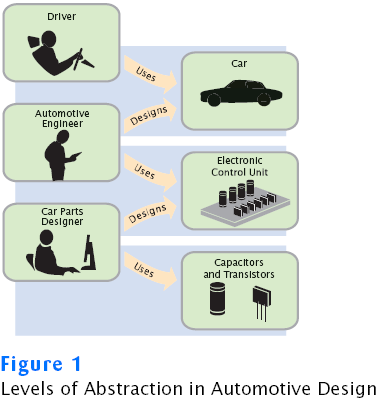 Driver
Uses
Car
Designs
Automotive
Engineer
Uses
Electronic
Control Unit
Designs
Car Parts
Designer
Uses
Capacitors
and Transistors
Figure 1
Levels of Abstraction in Automotive Design